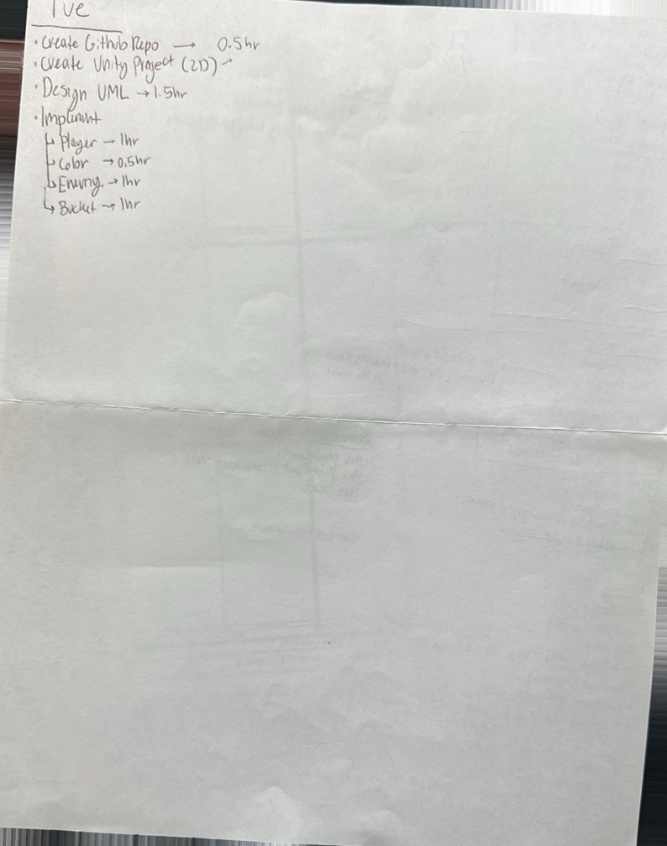 Tue
· Create Github Repo → 0.5hr
· Create Unity Project (2D) -
· Design UML → 1.5hr
· Implimint
↳ Player → 1hr
↳ Color → 0.5hr
↳ Enemy. → 1hr
↳ Bucket → 1hr